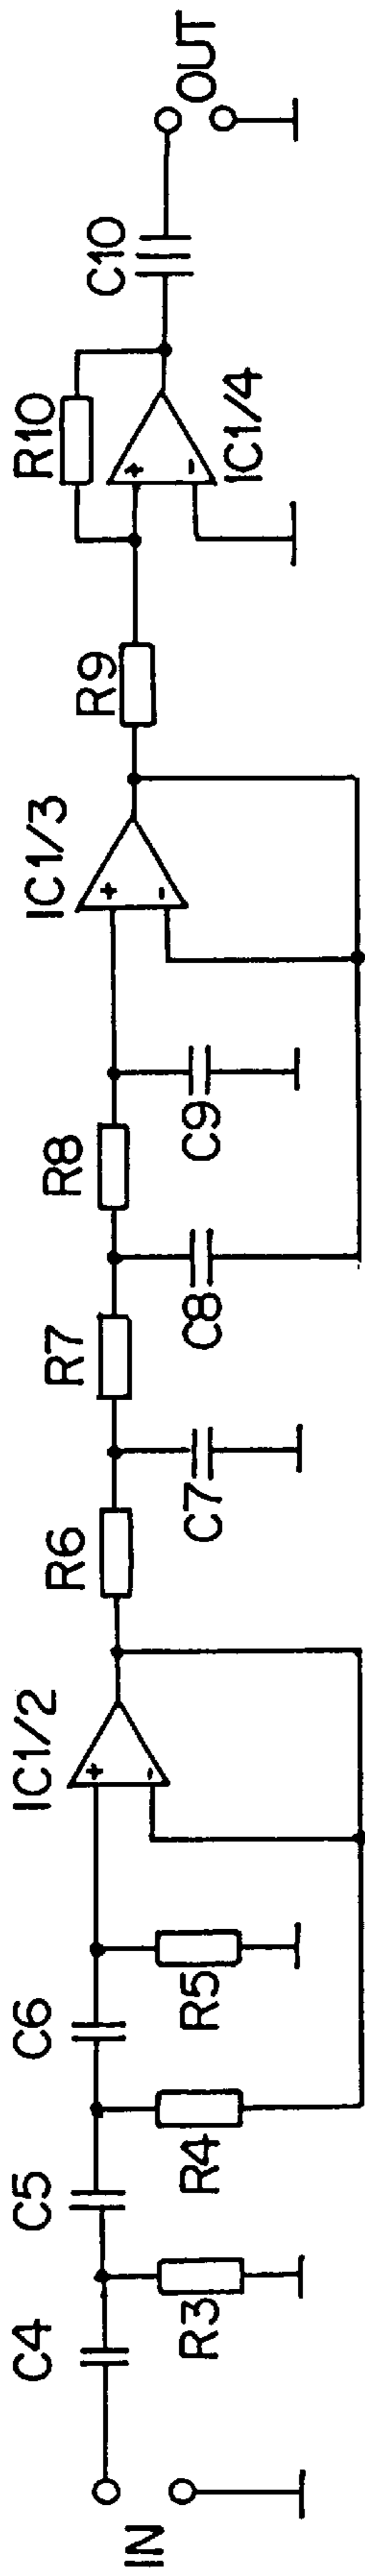 IN
C4
R3
C5
R4
C6
R5
IC1/2
+
-
R6
C7
R7
C8
R8
C9
IC1/3
+
-
R9
R10
+
-
IC1/4
C10
OUT